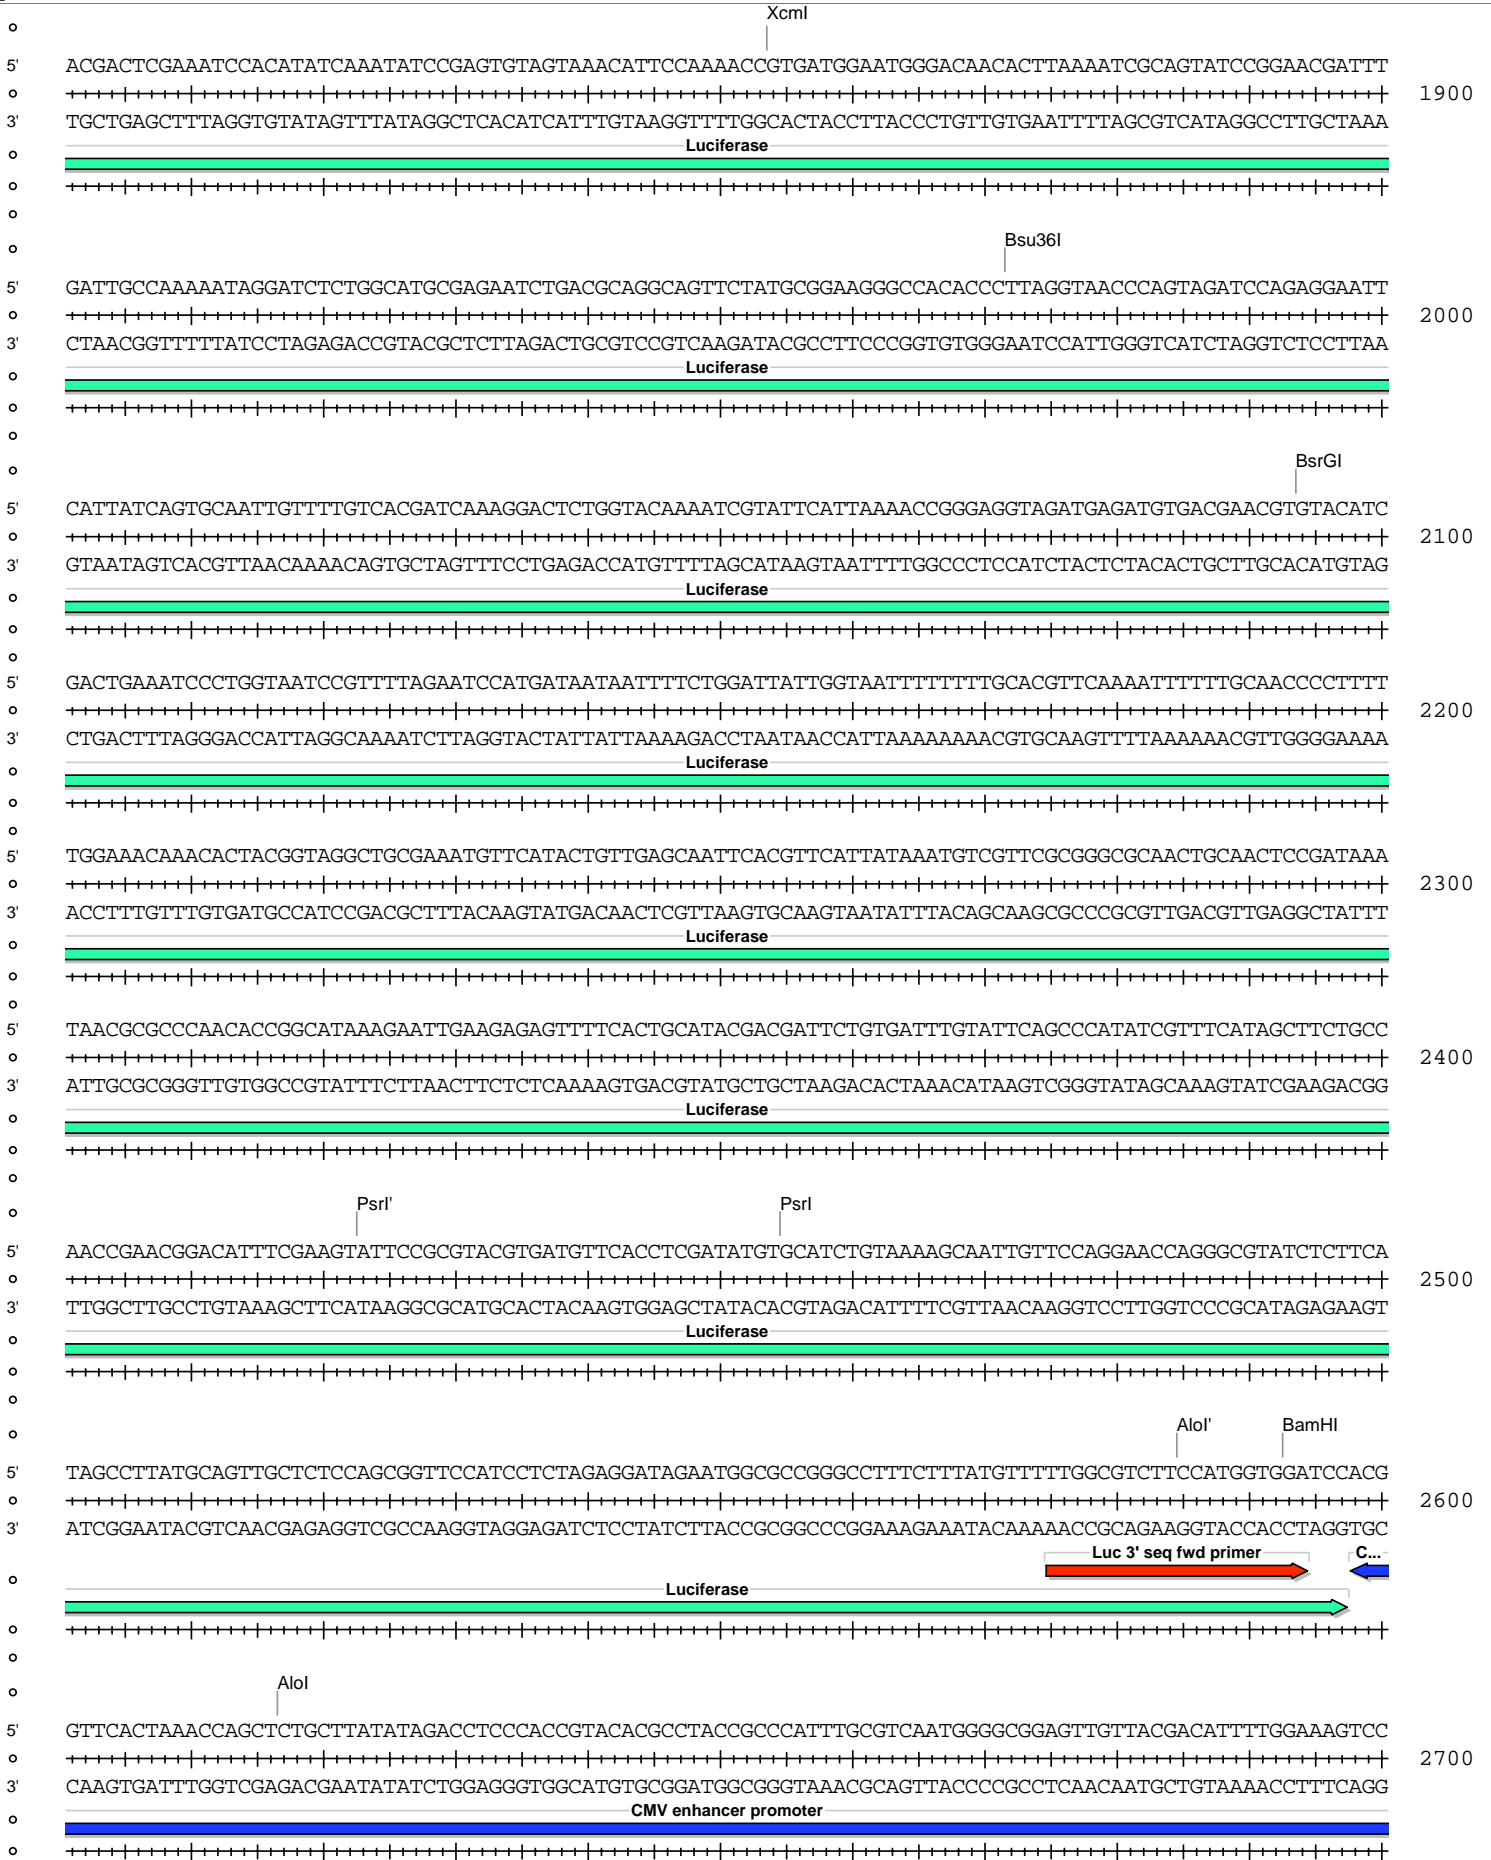 XcmI
5' ACGACTCGAAATCCACATATCAAATATCCGAGTGTAGTAAACATTCCAAAACCGTGATGGAATGGGACAACACTTAAAATCGCAGTATCCGGAACGATTT
1900
3' TGCTGAGCTTTAGGTGTATAGTTTATAGGCTCACATCATTTGTAAGGTTTTGGCACTACCTTACCCTGTTGTGAATTTTAGCGTCATAGGCCTTGCTAAA
Luciferase
Bsu36I
5' GATTGCCAAAAATAGGATCTCTGGCATGCGAGAATCTGACGCAGGCAGTTCTATGCGGAAGGGCCACACCCTTAGGTAACCCAGTAGATCCAGAGGAATT
2000
3' CTAACGGTTTTTATCCTAGAGACCGTACGCTCTTAGACTGCGTCCGTCAAGATACGCCTTCCCGGTGTGGGAATCCATTGGGTCATCTAGGTCTCCTTAA
Luciferase
BsrGI
5' CATTATCAGTGCAATTGTTTTGTCACGATCAAAGGACTCTGGTACAAAATCGTATTCATTAAAACCGGGAGGTAGATGAGATGTGACGAACGTGTACATC
2100
3' GTAATAGTCACGTTAACAAAACAGTGCTAGTTTCCTGAGACCATGTTTTAGCATAAGTAATTTTGGCCCTCCATCTACTCTACACTGCTTGCACATGTAG
Luciferase
5' GACTGAAATCCCTGGTAATCCGTTTTAGAATCCATGATAATAATTTTCTGGATTATTGGTAATTTTTTTTGCACGTTCAAAATTTTTTGCAACCCCTTTT
2200
3' CTGACTTTAGGGACCATTAGGCAAAATCTTAGGTACTATTATTAAAAGACCTAATAACCATTAAAAAAAACGTGCAAGTTTTAAAAAACGTTGGGGAAAA
Luciferase
5' TGGAAACAAACACTACGGTAGGCTGCGAAATGTTCATACTGTTGAGCAATTCACGTTCATTATAAATGTCGTTCGCGGGCGCAACTGCAACTCCGATAAA
2300
3' ACCTTTGTTTGTGATGCCATCCGACGCTTTACAAGTATGACAACTCGTTAAGTGCAAGTAATATTTACAGCAAGCGCCCGCGTTGACGTTGAGGCTATTT
Luciferase
5' TAACGCGCCCAACACCGGCATAAAGAATTGAAGAGAGTTTTCACTGCATACGACGATTCTGTGATTTGTATTCAGCCCATATCGTTTCATAGCTTCTGCC
2400
3' ATTGCGCGGGTTGTGGCCGTATTTCTTAACTTCTCTCAAAAGTGACGTATGCTGCTAAGACACTAAACATAAGTCGGGTATAGCAAAGTATCGAAGACGG
Luciferase
PsrI' PsrI
5' AACCGAACGGACATTTCGAAGTATTCCGCGTACGTGATGTTCACCTCGATATGTGCATCTGTAAAAGCAATTGTTCCAGGAACCAGGGCGTATCTCTTCA
2500
3' TTGGCTTGCCTGTAAAGCTTCATAAGGCGCATGCACTACAAGTGGAGCTATACACGTAGACATTTTCGTTAACAAGGTCCTTGGTCCCGCATAGAGAAGT
Luciferase
AloI' BamHI
5' TAGCCTTATGCAGTTGCTCTCCAGCGGTTCCATCCTCTAGAGGATAGAATGGCGCCGGGCCTTTCTTTATGTTTTTGGCGTCTTCCATGGTGGATCCACG
2600
3' ATCGGAATACGTCAACGAGAGGTCGCCAAGGTAGGAGATCTCCTATCTTACCGCGGCCCGGAAAGAAATACAAAAACCGCAGAAGGTACCACCTAGGTGC
Luc 3' seq fwd primer C...
Luciferase
AloI
5' GTTCACTAAACCAGCTCTGCTTATATAGACCTCCCACCGTACACGCCTACCGCCCATTTGCGTCAATGGGGCGGAGTTGTTACGACATTTTGGAAAGTCC
2700
3' CAAGTGATTTGGTCGAGACGAATATATCTGGAGGGTGGCATGTGCGGATGGCGGGTAAACGCAGTTACCCCGCCTCAACAATGCTGTAAAACCTTTCAGG
CMV enhancer promoter